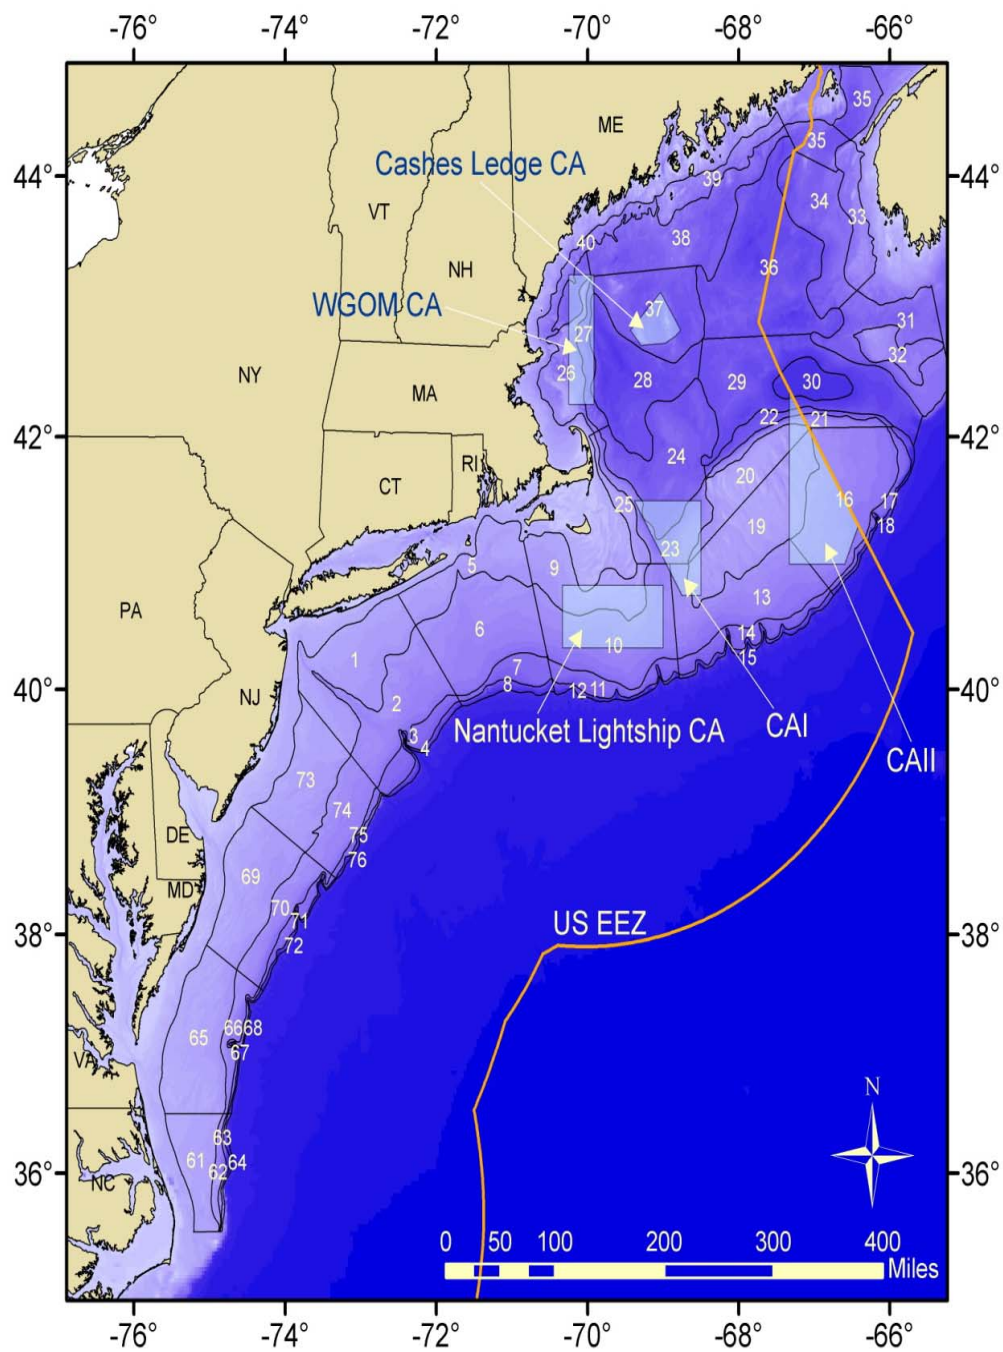 -76° -74° -72° -70° -68° -66°
35
ME
35
44° 44°
Cashes Ledge CA
39
34
VT
33
40 38
NH
36
WGOM CA
37
31
27
32
NY
26 28 29 30
MA
42° 42°
22 21
RI
24
20
CT
25
16 17
19 18
23
5 9
PA
13
6
10 14
1
15
7
40° 40°
8 12 11
NJ
2
Nantucket Lightship CA
CAI
3
4
CAII
73
74
75
DE
76
69
MD
70
71
US EEZ
38° 38°
72
66 68
65
67
VA
N
63
61 64
36° 36°
62
NC
0 50 100 200 300 400
Miles
-76° -74° -72° -70° -68° -66°